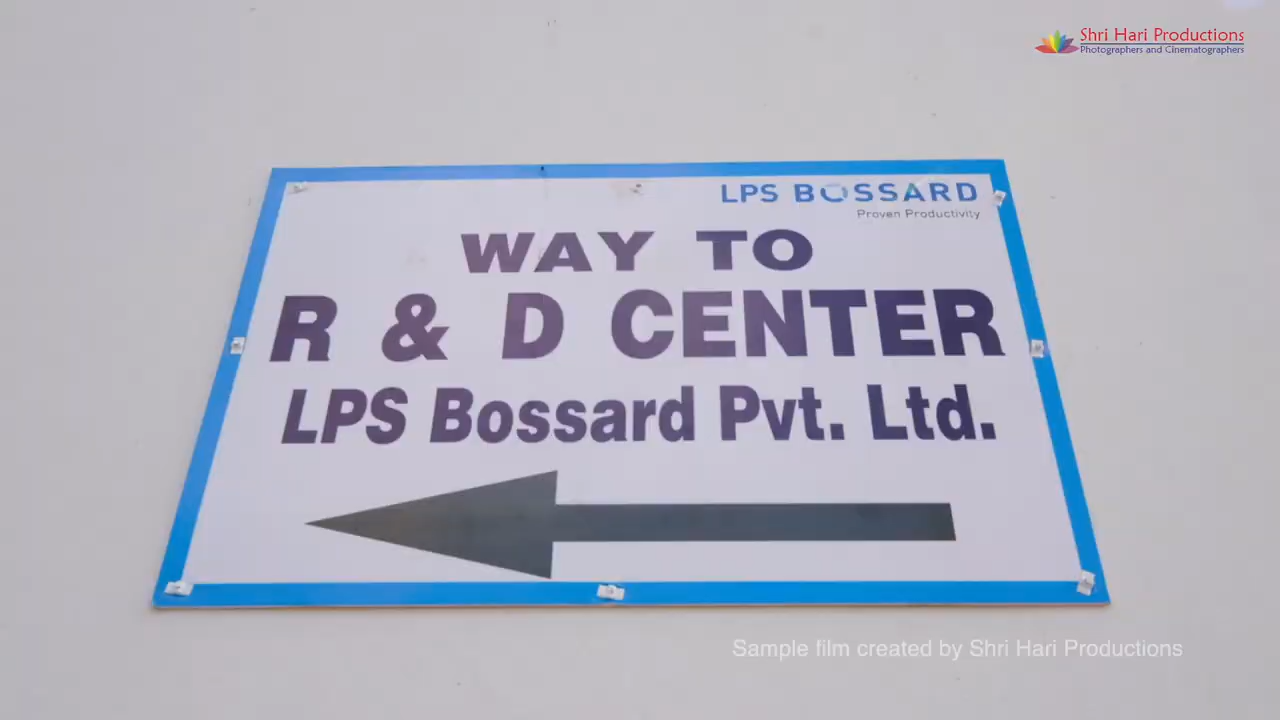 Shri Hari Productions
Photographers and Cinematographers
LPS BOSSARD
Proven Productivity
WAY TO
R & D CENTER
LPS Bossard Pvt. Ltd.
Sample film created by Shri Hari Productions